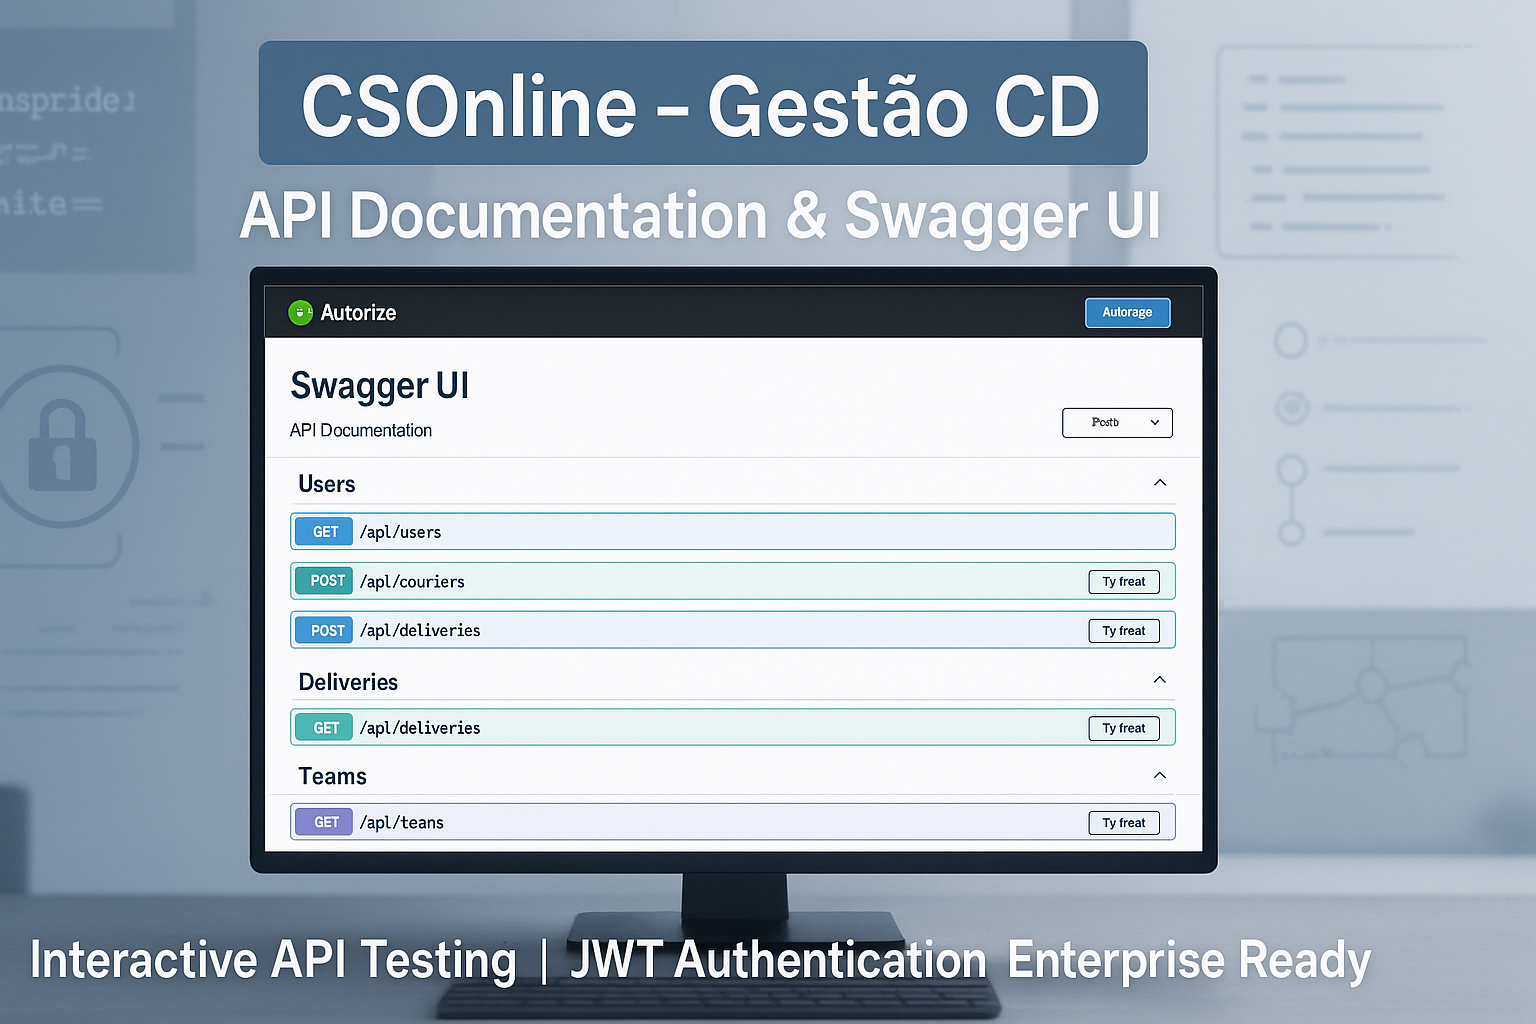 CSOnline – Gestão CD
API Documentation & Swagger UI
Autorize
Autorage
Swagger UI
API Documentation
Postb
Users
GET /apl/users
POST /apl/couriers Ty freat
POST /apl/deliveries Ty freat
Deliveries
GET /apl/deliveries Ty freat
Teams
GET /apl/teans Ty freat
Interactive API Testing | JWT Authentication Enterprise Ready